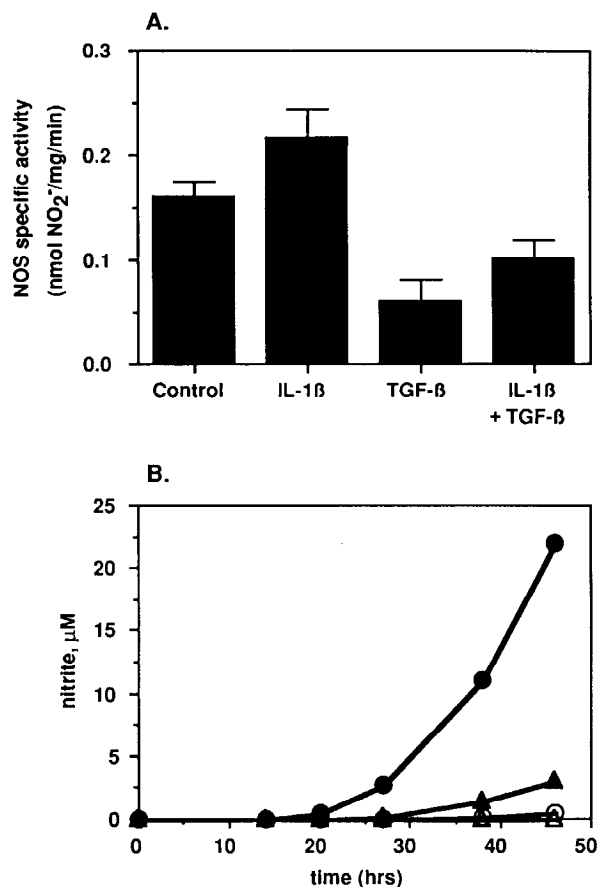 A.
NOS specific activity
(nmol NO2-/mg/min)
0.3
0.2
0.1
0.0
Control
IL-1ß
TGF-ß
IL-1ß
+ TGF-ß
B.
nitrite, µM
25
20
15
10
5
0
0
10
20
30
40
50
time (hrs)